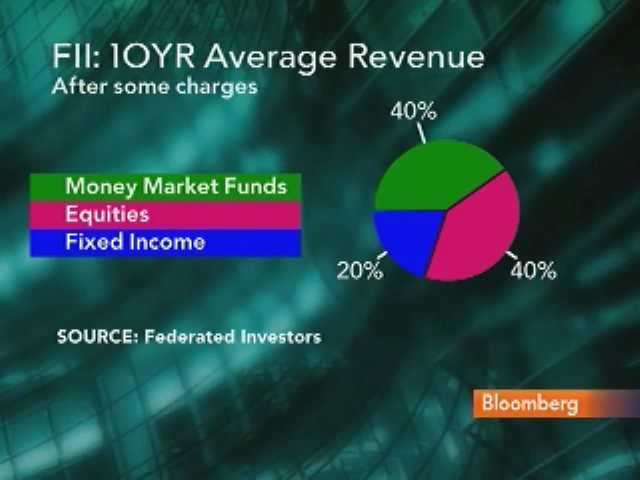 FII: 10YR Average Revenue
After some charges
40%
Money Market Funds
Equities
Fixed Income
20%
40%
SOURCE: Federated Investors
Bloomberg